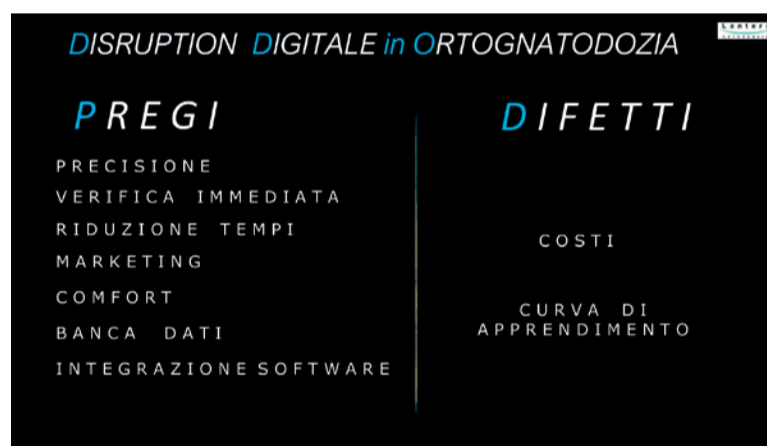 DISRUPTION DIGITALE in ORTOGNATODOZIA
PREGI
PRECISIONE
VERIFICA IMMEDIATA
RIDUZIONE TEMPI
MARKETING
COMFORT
BANCA DATI
INTEGRAZIONE SOFTWARE
DIFETTI
COSTI
CURVA DI
APPRENDIMENTO